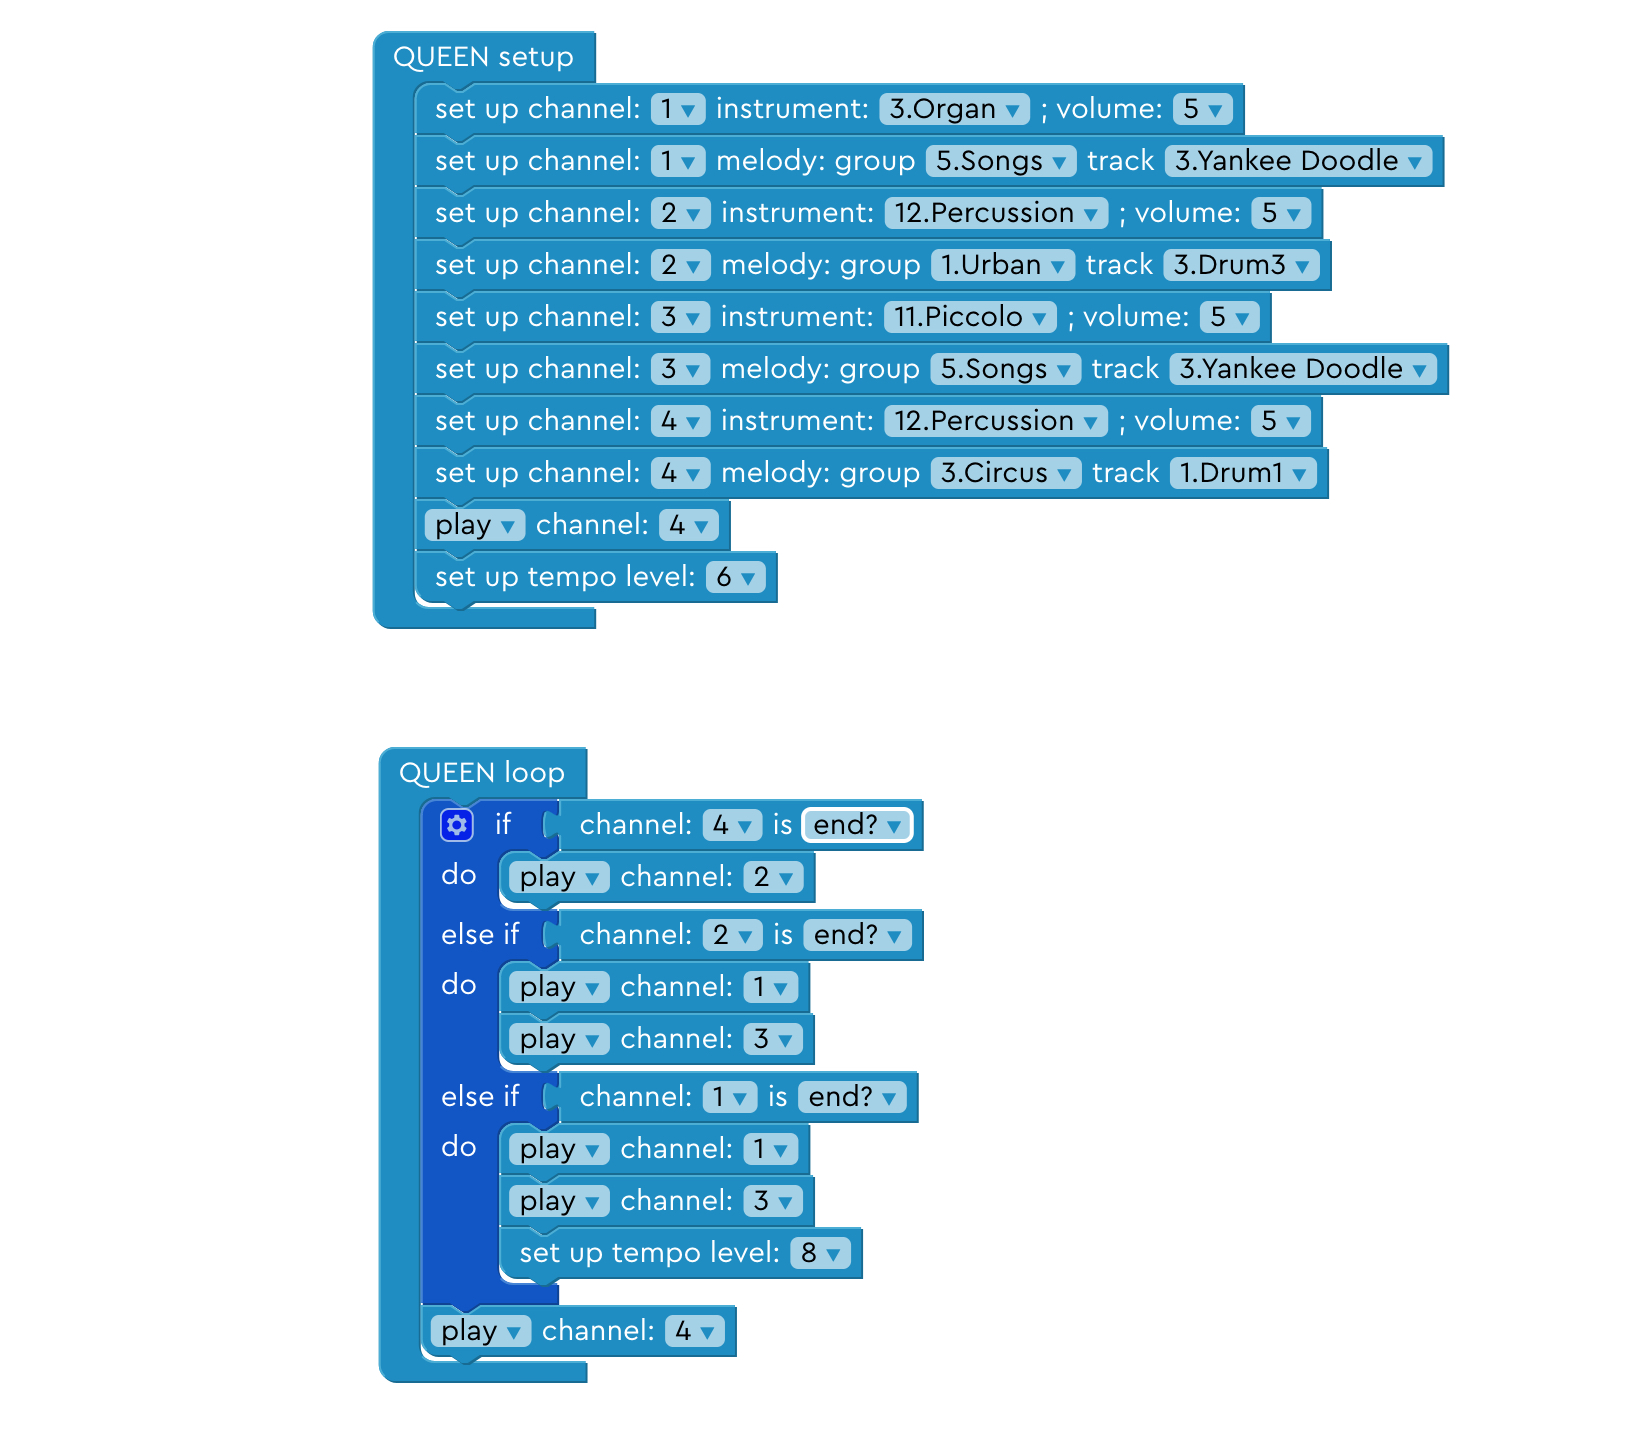 QUEEN setup
set up channel: 1 instrument: 3.Organ ; volume: 5
set up channel: 1 melody: group 5.Songs track 3.Yankee Doodle
set up channel: 2 instrument: 12.Percussion ; volume: 5
set up channel: 2 melody: group 1.Urban track 3.Drum3
set up channel: 3 instrument: 11.Piccolo ; volume: 5
set up channel: 3 melody: group 5.Songs track 3.Yankee Doodle
set up channel: 4 instrument: 12.Percussion ; volume: 5
set up channel: 4 melody: group 3.Circus track 1.Drum1
play channel: 4
set up tempo level: 6
QUEEN loop
if channel: 4 is end?
do play channel: 2
else if channel: 2 is end?
do play channel: 1
play channel: 3
else if channel: 1 is end?
do play channel: 1
play channel: 3
set up tempo level: 8
play channel: 4